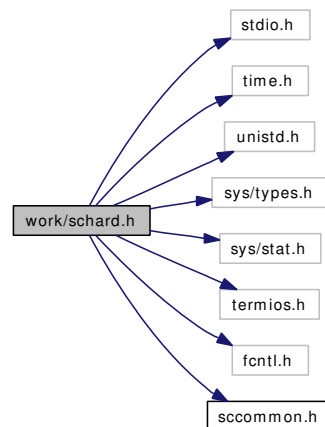 stdio.h
time.h
unistd.h
sys/types.h
work/schard.h
sys/stat.h
termios.h
fcntl.h
sccommon.h